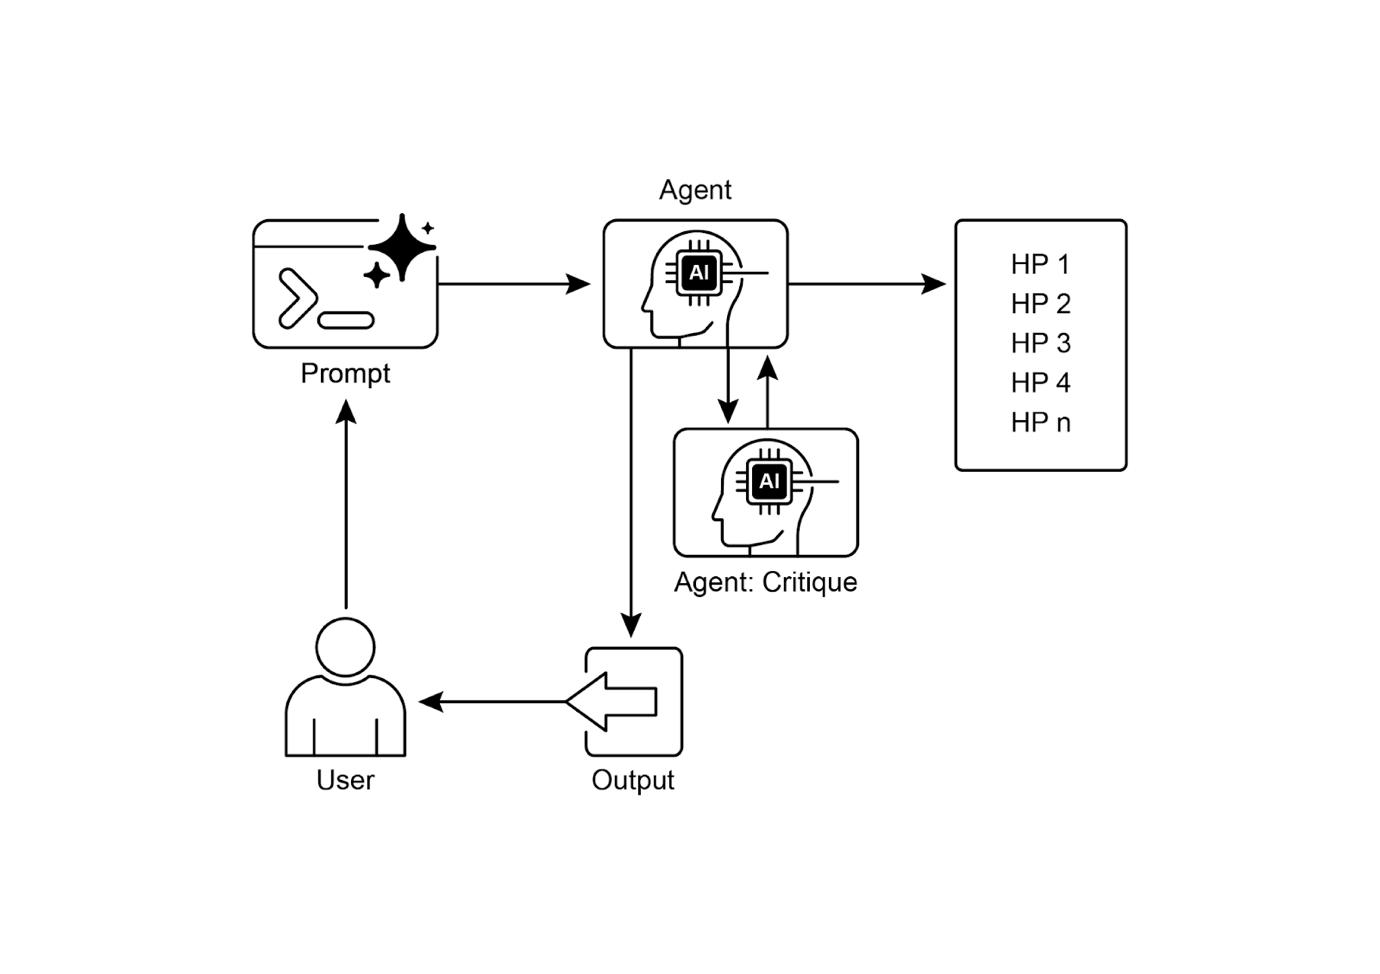 Agent
AI
Prompt
HP 1
HP 2
HP 3
HP 4
HP n
AI
Agent: Critique
User
Output